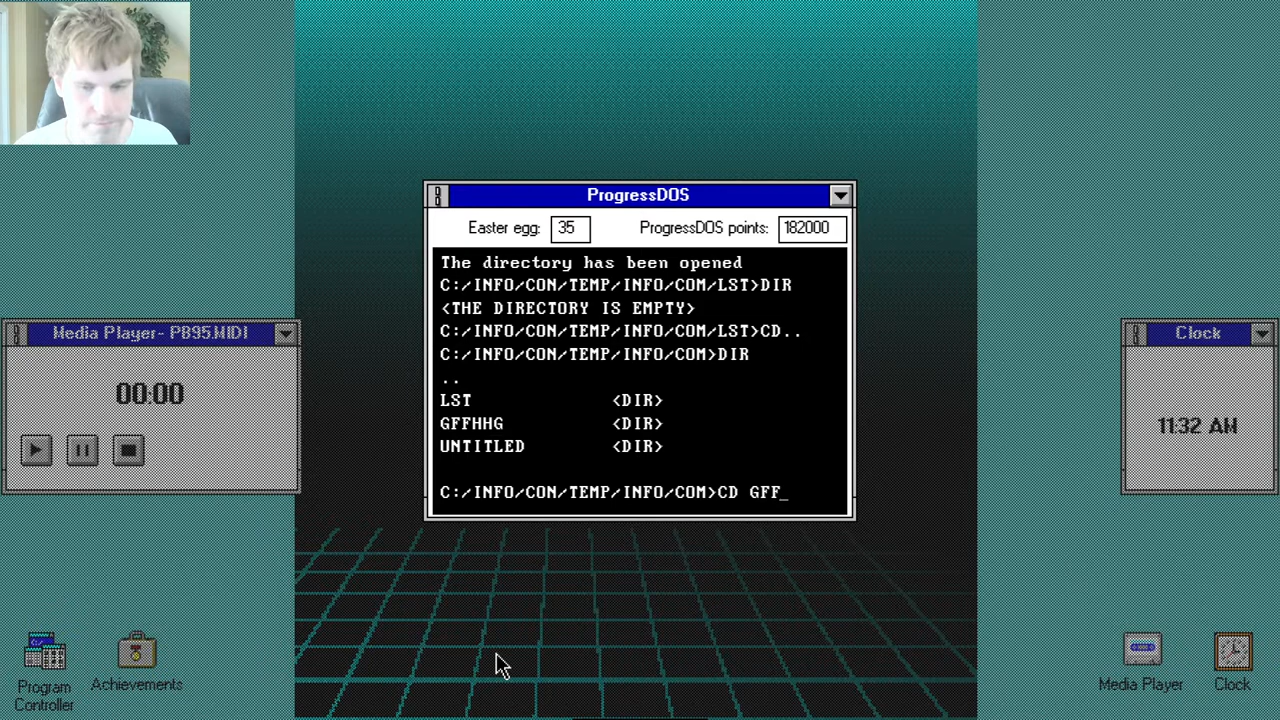 ProgressDOS
Easter egg: 35 ProgressDOS points: 182000
The directory has been opened
C:/INFO/CON/TEMP/INFO/COM/LST>DIR
<THE DIRECTORY IS EMPTY>
C:/INFO/CON/TEMP/INFO/COM/LST>CD..
C:/INFO/CON/TEMP/INFO/COM>DIR
..
LST <DIR>
GFFHHG <DIR>
UNTITLED <DIR>
C:/INFO/CON/TEMP/INFO/COM>CD GFF_
Media Player- PB95.MIDI
00:00
Clock
11:32 AM
Program
Controller
Achievements
Media Player
Clock